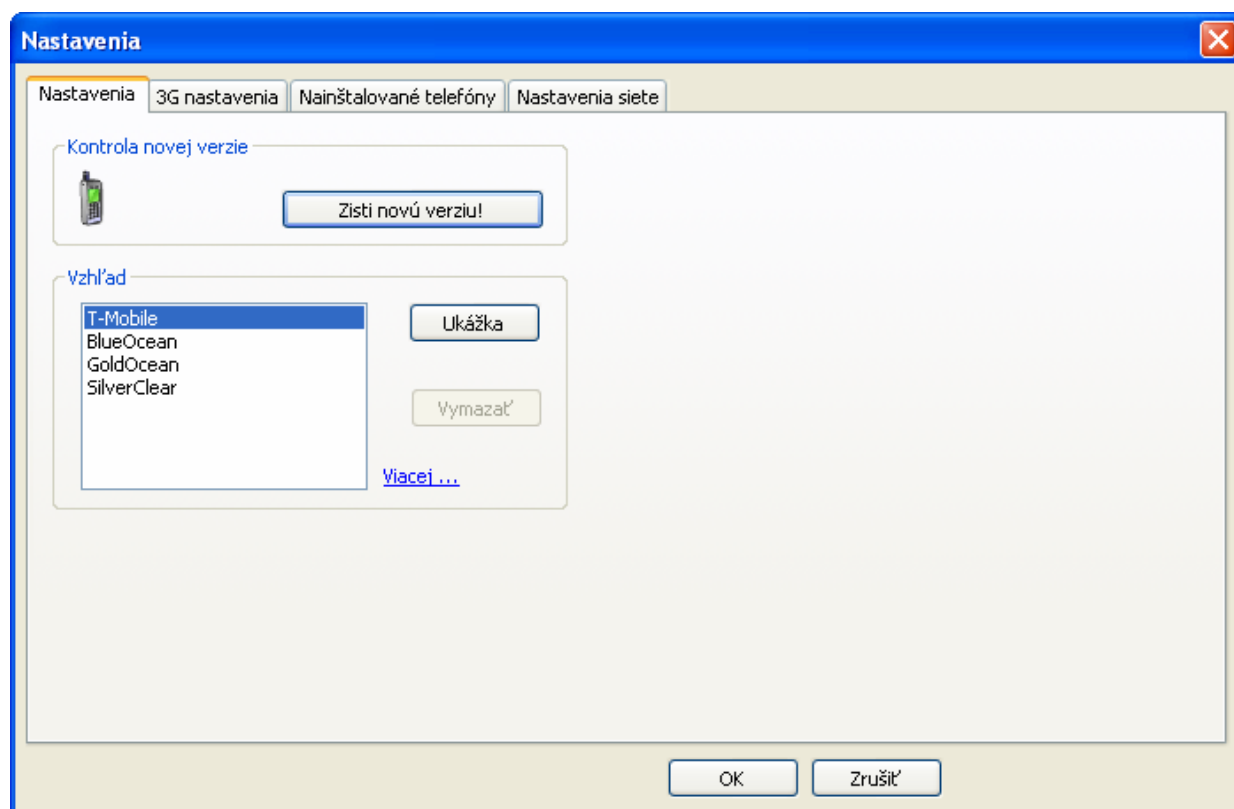 Nastavenia
Nastavenia 3G nastavenia Nainštalované telefóny Nastavenia siete
Kontrola novej verzie
Zisti novú verziu!
Vzhľad
T-Mobile
BlueOcean
GoldOcean
SilverClear
Ukážka
Vymazať
Viacej ...
OK Zrušiť